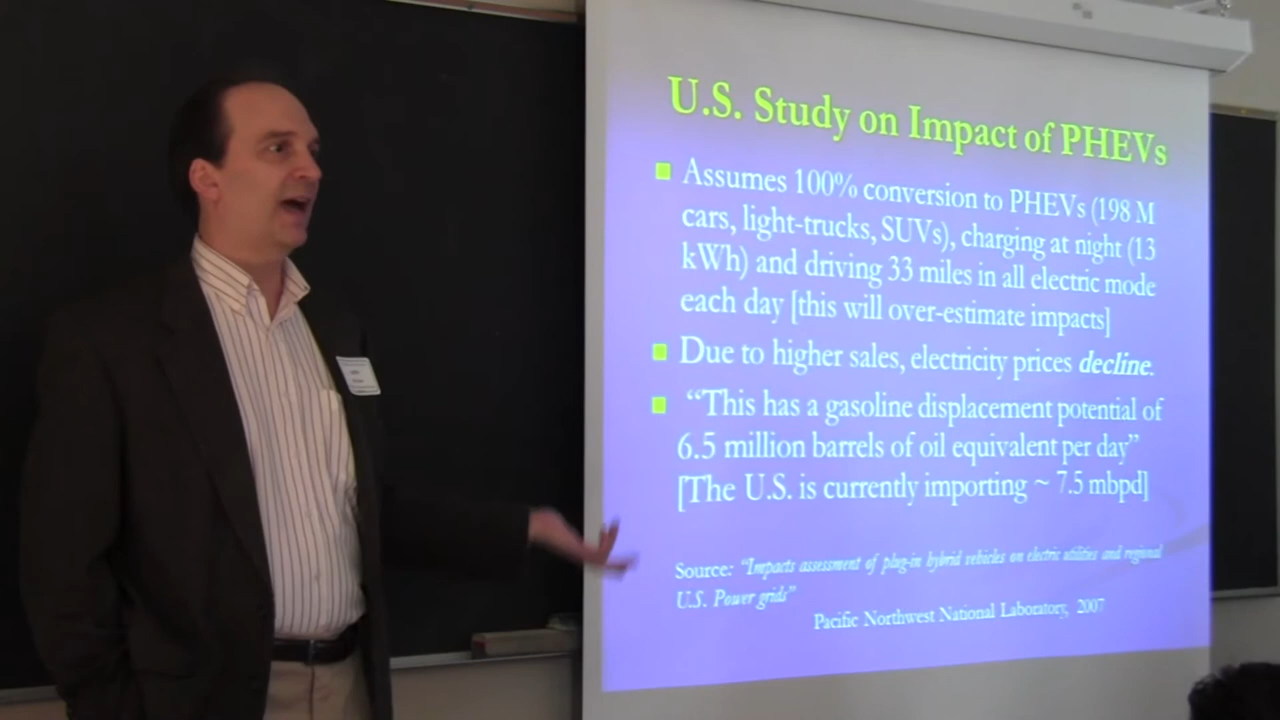 U.S. Study on Impact of PHEVs
Assumes 100% conversion to PHEVs (198 M
cars, light-trucks, SUVs), charging at night (13
kWh) and driving 33 miles in all electric mode
each day [this will over-estimate impacts]
Due to higher sales, electricity prices decline.
“This has a gasoline displacement potential of
6.5 million barrels of oil equivalent per day”
[The U.S. is currently importing ~ 7.5 mbpd]
Source: “Impacts assessment of plug-in hybrid vehicles on electric utilities and regional
U.S. Power grids”
Pacific Northwest National Laboratory, 2007